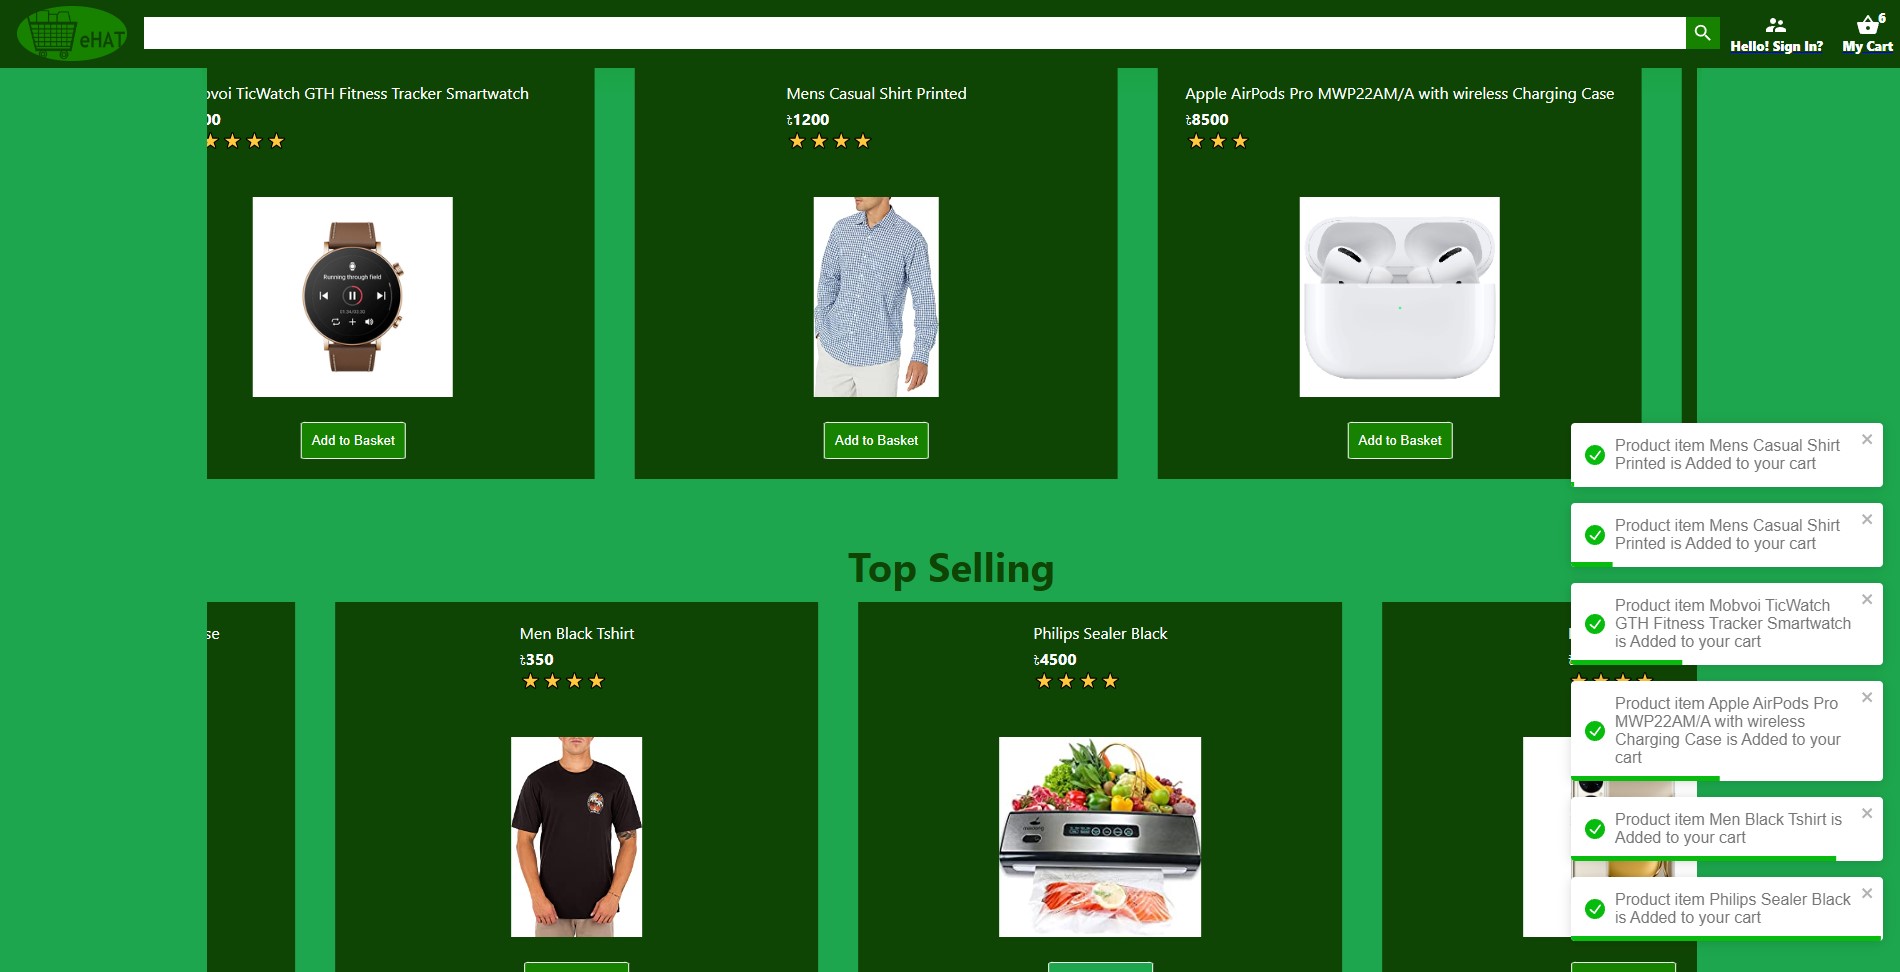 eHAT
Hello! Sign In?
6
My Cart
TicWatch GTH Fitness Tracker Smartwatch
00
Mens Casual Shirt Printed
৳1200
Apple AirPods Pro MWP22AM/A with wireless Charging Case
৳8500
Running through field
Add to Basket
Add to Basket
Add to Basket
Top Selling
se
Men Black Tshirt
৳350
Philips Sealer Black
৳4500
Product item Mens Casual Shirt
Printed is Added to your cart
Product item Mens Casual Shirt
Printed is Added to your cart
Product item Mobvoi TicWatch
GTH Fitness Tracker Smartwatch
is Added to your cart
Product item Apple AirPods Pro
MWP22AM/A with wireless
Charging Case is Added to your
cart
Product item Men Black Tshirt is
Added to your cart
Product item Philips Sealer Black
is Added to your cart